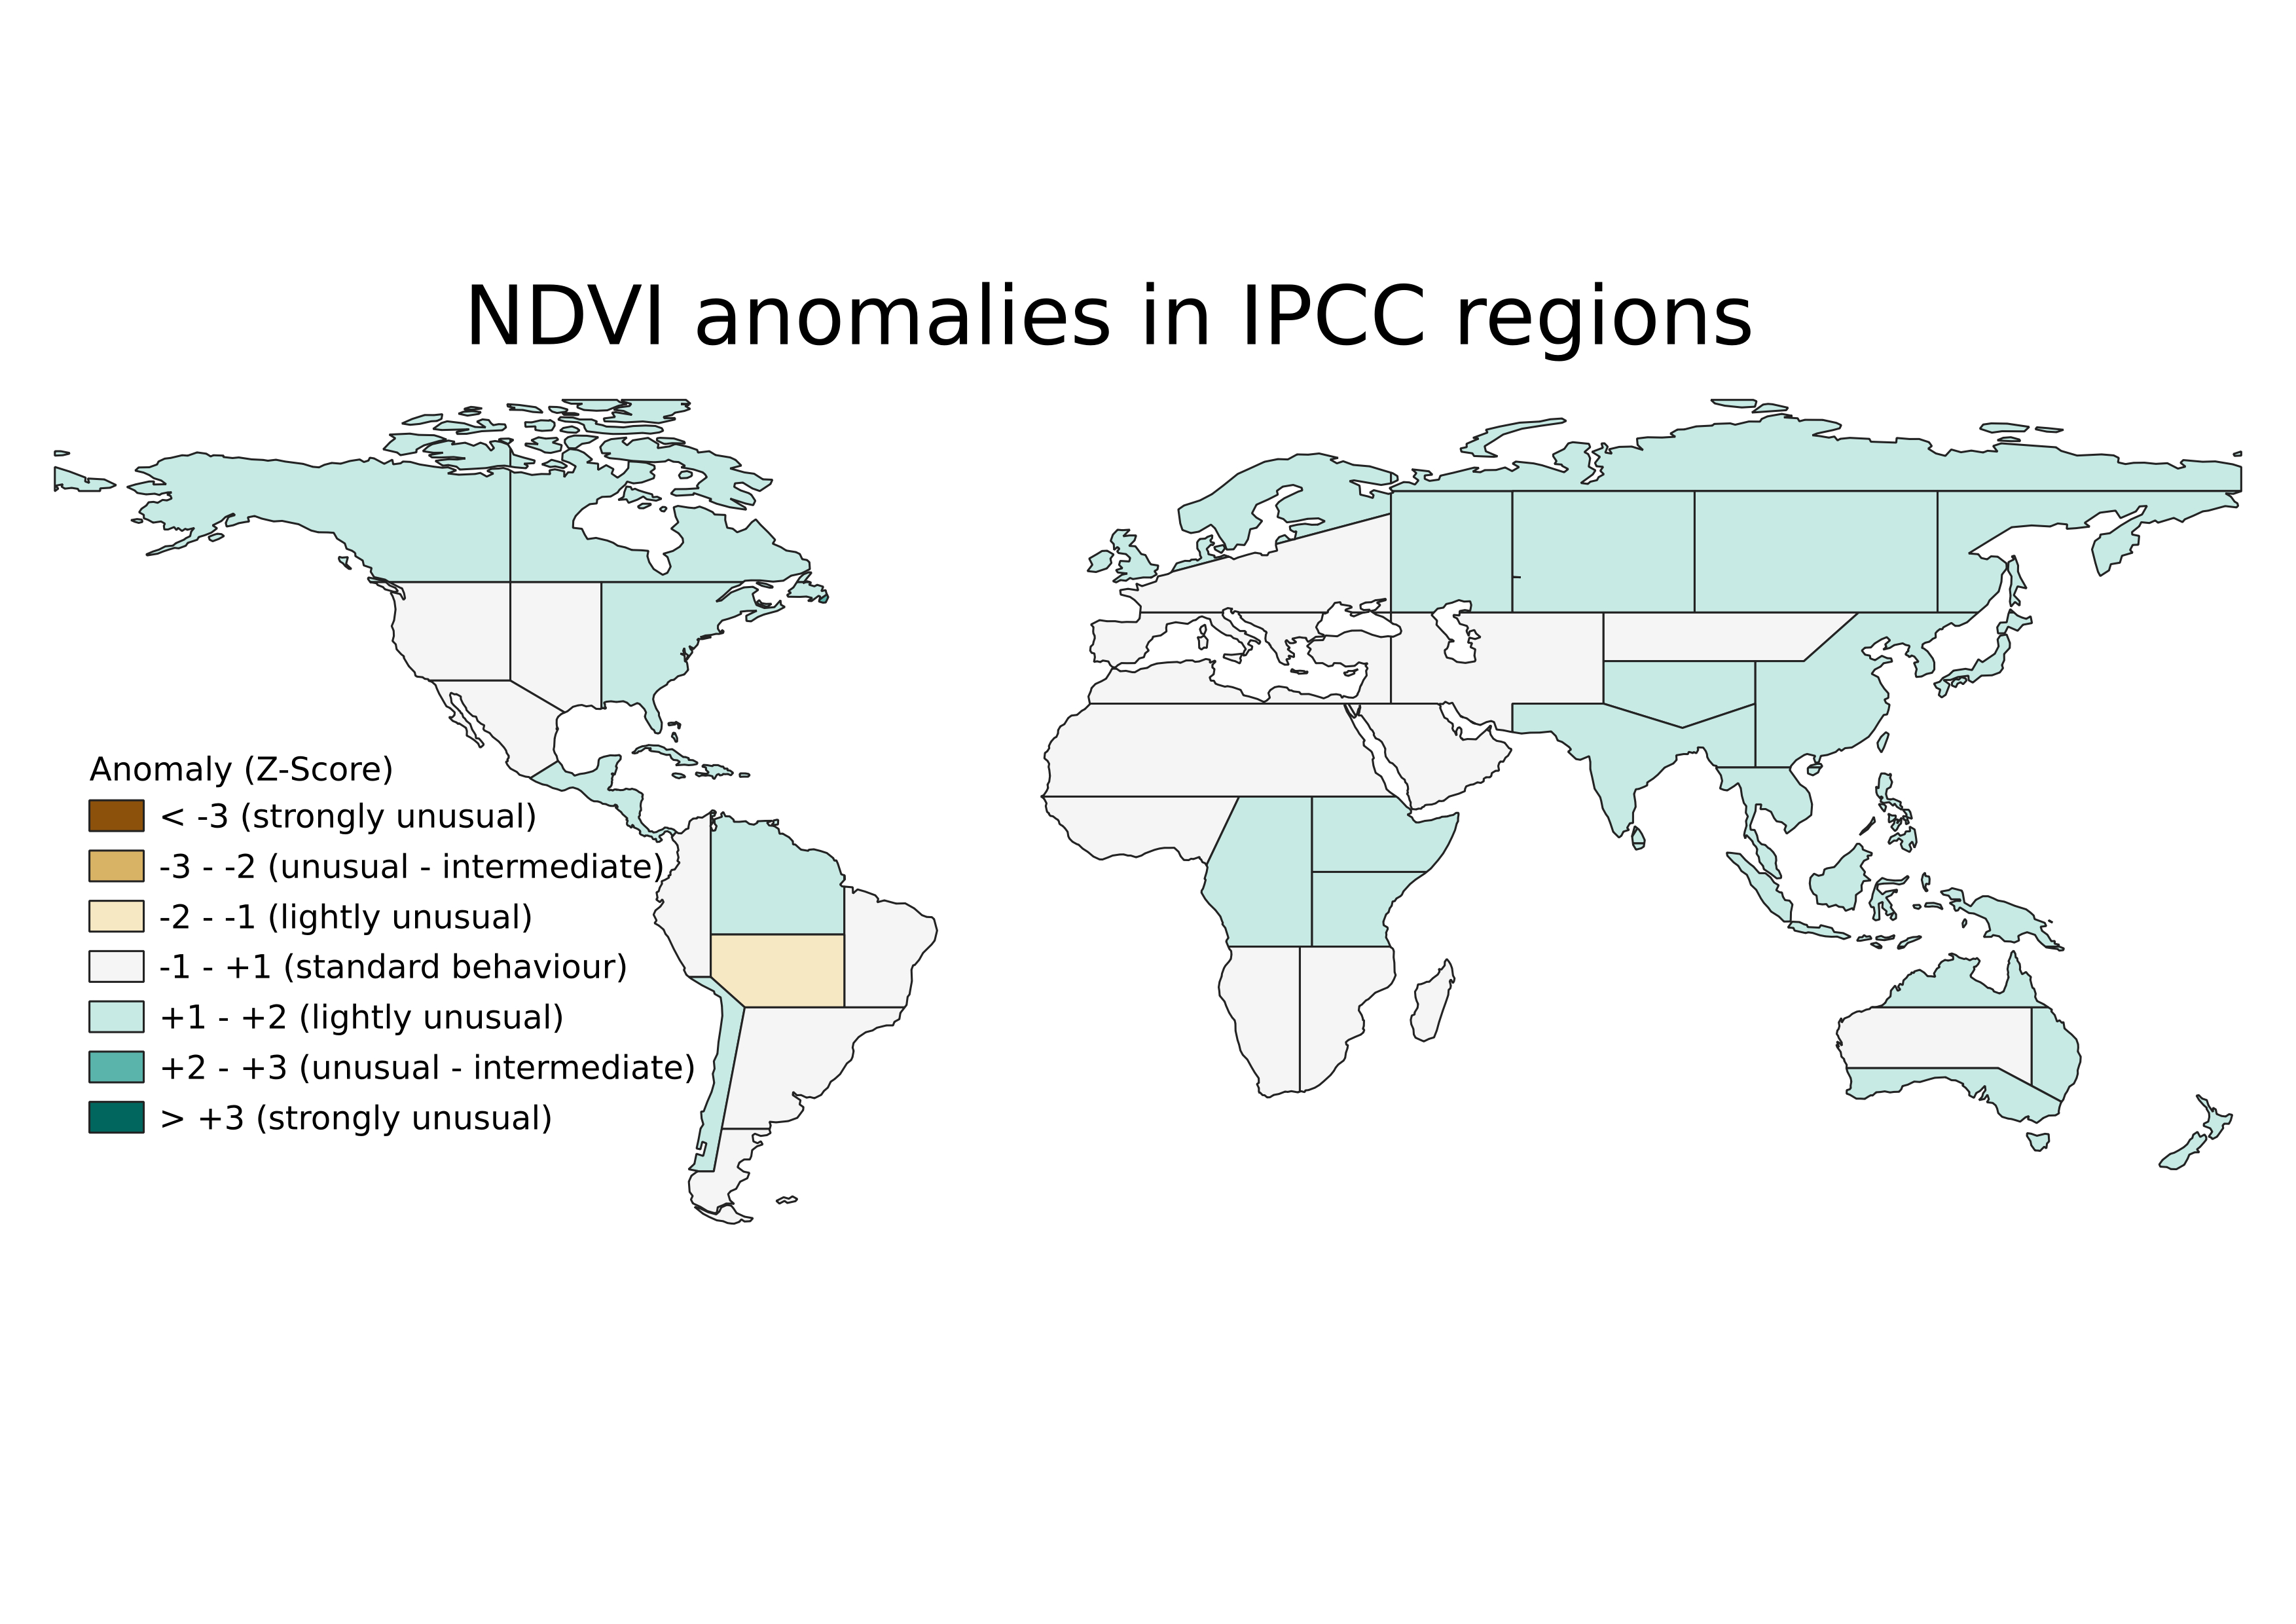 NDVI anomalies in IPCC regions
Anomaly (Z-Score)
< -3 (strongly unusual)
-3 - -2 (unusual - intermediate)
-2 - -1 (lightly unusual)
-1 - +1 (standard behaviour)
+1 - +2 (lightly unusual)
+2 - +3 (unusual - intermediate)
> +3 (strongly unusual)